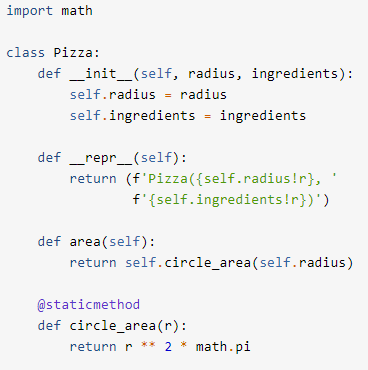 import math
class Pizza:
    def __init__(self, radius, ingredients):
        self.radius = radius
        self.ingredients = ingredients
    def __repr__(self):
        return (f'Pizza({self.radius!r}, '
                f'{self.ingredients!r})')
    def area(self):
        return self.circle_area(self.radius)
    @staticmethod
    def circle_area(r):
        return r ** 2 * math.pi